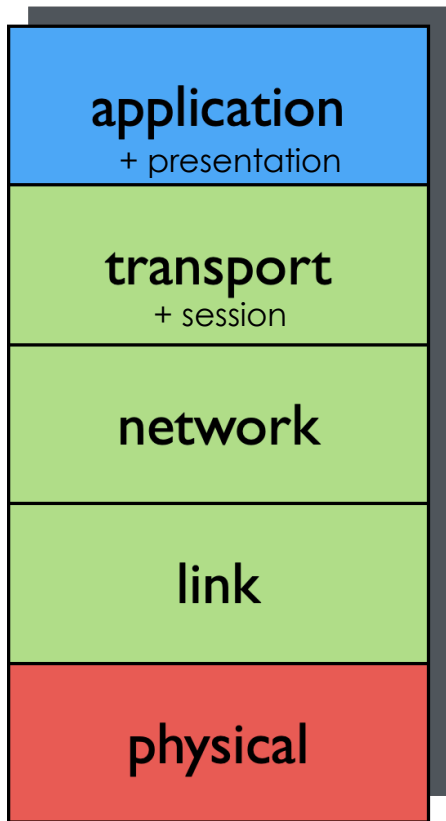 application
+ presentation
transport
+ session
network
link
physical